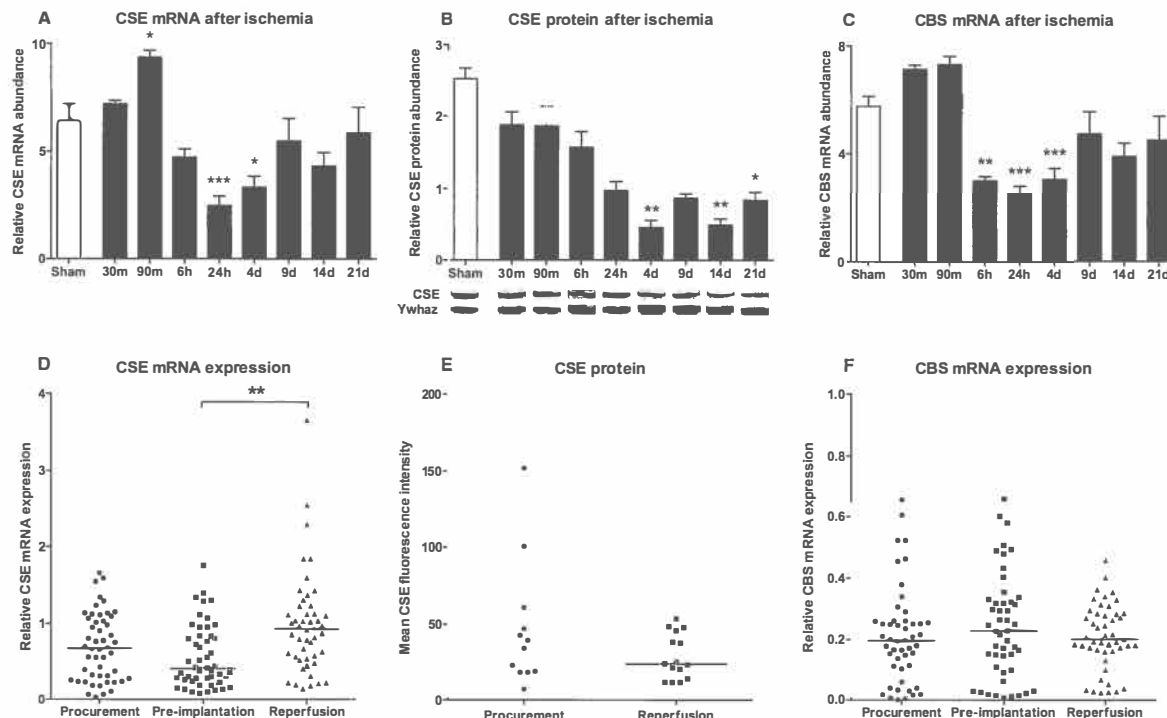 A CSE mRNA after ischemia
Relative CSE mRNA abundance
10
5
0
*
***
*
Sham 30m 90m 6h 24h 4d 9d 14d 21d
B CSE protein after ischemia
Relative CSE protein abundance
3
2
1
0
**
**
*
Sham 30m 90m 6h 24h 4d 9d 14d 21d
CSE
Ywhaz
C CBS mRNA after ischemia
Relative CBS mRNA abundance
8
4
0
**
***
***
Sham 30m 90m 6h 24h 4d 9d 14d 21d
D CSE mRNA expression
Relative CSE mRNA expression
4
3
2
1
0
**
Procurement Pre-implantation Reperfusion
E CSE protein
Mean CSE fluorescence intensity
200
150
100
50
0
Procurement Reperfusion
F CBS mRNA expression
Relative CBS mRNA expression
1.0
0.8
0.6
0.4
0.2
0.0
Procurement Pre-implantation Reperfusion